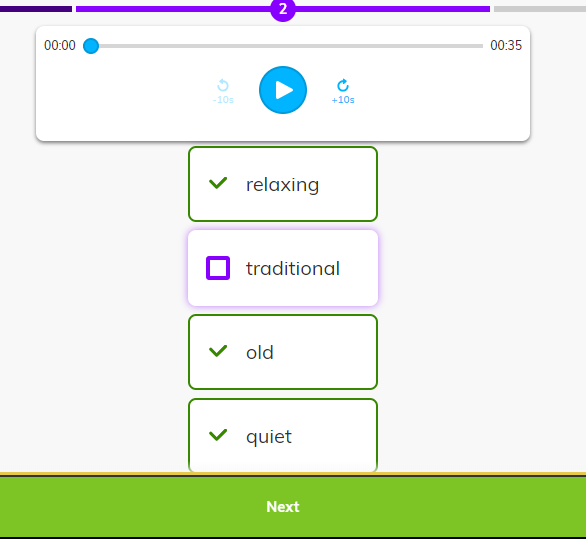 2
00:00 00:35
-10s +10s
relaxing
traditional
old
quiet
Next